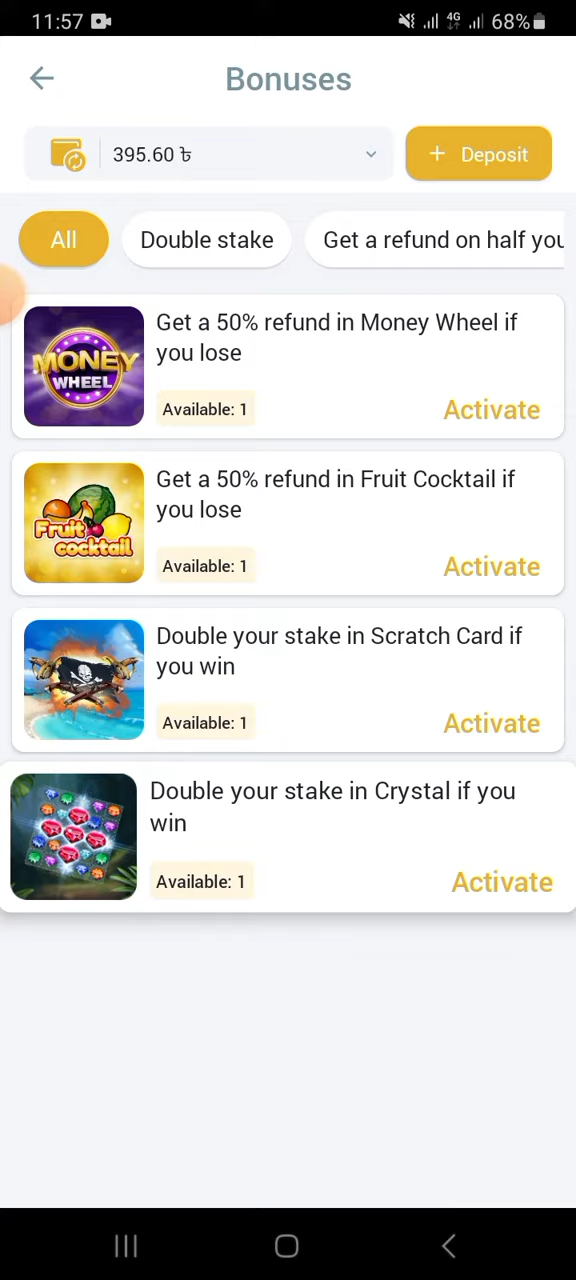 11:57
4G
68%
Bonuses
395.60 ৳
+ Deposit
All
Double stake
Get a refund on half you
MONEY
WHEEL
Get a 50% refund in Money Wheel if
you lose
Available: 1
Activate
Fruit
cocktail
Get a 50% refund in Fruit Cocktail if
you lose
Available: 1
Activate
Double your stake in Scratch Card if
you win
Available: 1
Activate
Double your stake in Crystal if you
win
Available: 1
Activate